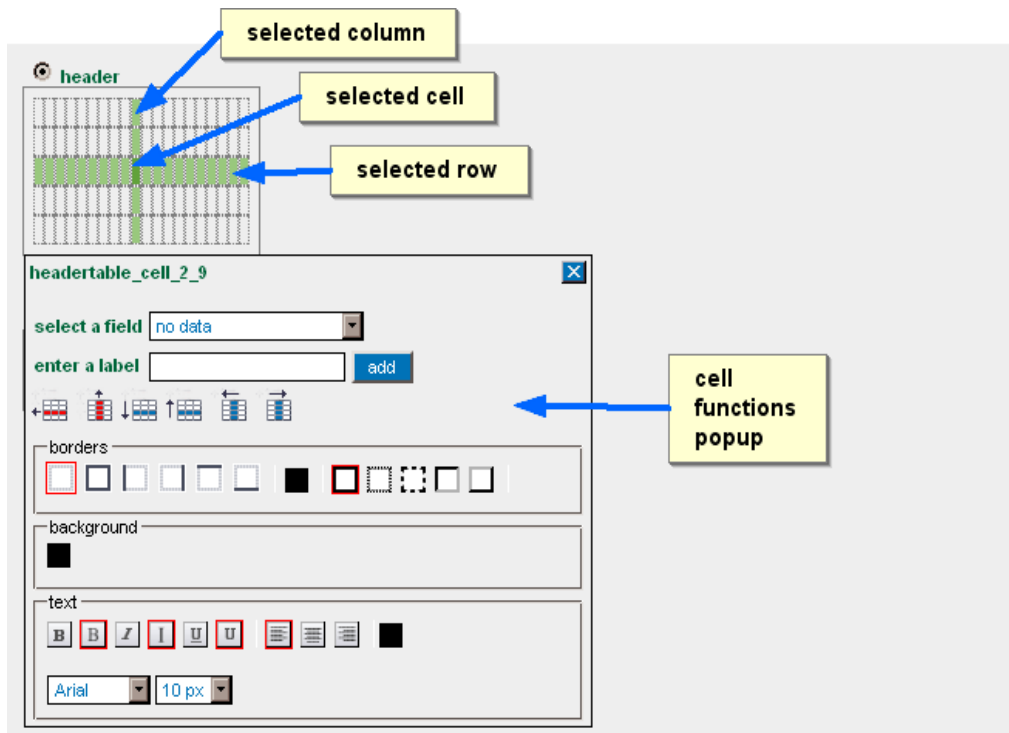 selected column
header
selected cell
selected row
headertable_cell_2_9
select a field no data
enter a label add
cell
functions
popup
borders
background
text
B B I I U U
Arial 10 px